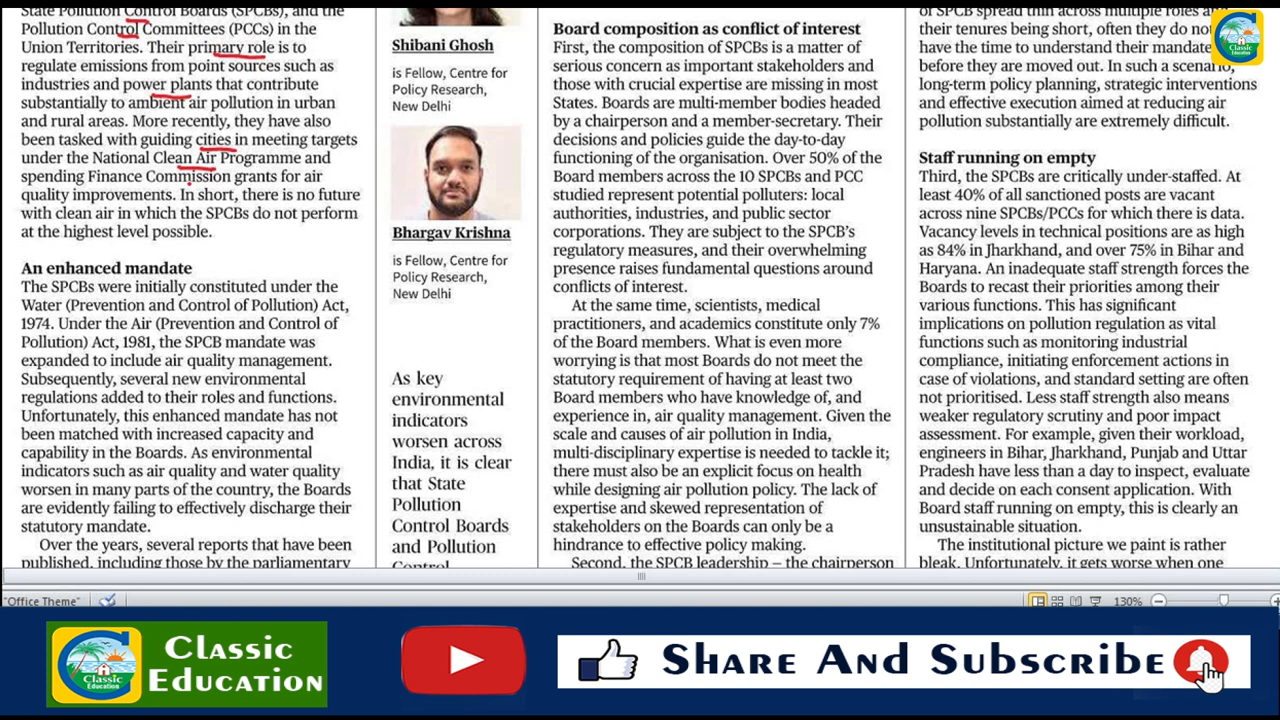 State Pollution Control Boards (SPCBs), and the
Pollution Control Committees (PCCs) in the
Union Territories. Their primary role is to
regulate emissions from point sources such as
industries and power plants that contribute
substantially to ambient air pollution in urban
and rural areas. More recently, they have also
been tasked with guiding cities in meeting targets
under the National Clean Air Programme and
spending Finance Commission grants for air
quality improvements. In short, there is no future
with clean air in which the SPCBs do not perform
at the highest level possible.
An enhanced mandate
The SPCBs were initially constituted under the
Water (Prevention and Control of Pollution) Act,
1974. Under the Air (Prevention and Control of
Pollution) Act, 1981, the SPCB mandate was
expanded to include air quality management.
Subsequently, several new environmental
regulations added to their roles and functions.
Unfortunately, this enhanced mandate has not
been matched with increased capacity and
capability in the Boards. As environmental
indicators such as air quality and water quality
worsen in many parts of the country, the Boards
are evidently failing to effectively discharge their
statutory mandate.
Over the years, several reports that have been
published, including those by the parliamentary
Shibani Ghosh
is Fellow, Centre for
Policy Research,
New Delhi
Bhargav Krishna
is Fellow, Centre for
Policy Research,
New Delhi
As key
environmental
indicators
worsen across
India, it is clear
that State
Pollution
Control Boards
and Pollution
Control
Board composition as conflict of interest
First, the composition of SPCBs is a matter of
serious concern as important stakeholders and
those with crucial expertise are missing in most
States. Boards are multi-member bodies headed
by a chairperson and a member-secretary. Their
decisions and policies guide the day-to-day
functioning of the organisation. Over 50% of the
Board members across the 10 SPCBs and PCC
studied represent potential polluters: local
authorities, industries, and public sector
corporations. They are subject to the SPCB’s
regulatory measures, and their overwhelming
presence raises fundamental questions around
conflicts of interest.
At the same time, scientists, medical
practitioners, and academics constitute only 7%
of the Board members. What is even more
worrying is that most Boards do not meet the
statutory requirement of having at least two
Board members who have knowledge of, and
experience in, air quality management. Given the
scale and causes of air pollution in India,
multi-disciplinary expertise is needed to tackle it;
there must also be an explicit focus on health
while designing air pollution policy. The lack of
expertise and skewed representation of
stakeholders on the Boards can only be a
hindrance to effective policy making.
Second, the SPCB leadership – the chairperson
of SPCB spread thin across multiple roles and
their tenures being short, often they do not
have the time to understand their mandate
before they are moved out. In such a scenario,
long-term policy planning, strategic interventions
and effective execution aimed at reducing air
pollution substantially are extremely difficult.
Staff running on empty
Third, the SPCBs are critically under-staffed. At
least 40% of all sanctioned posts are vacant
across nine SPCBs/PCCs for which there is data.
Vacancy levels in technical positions are as high
as 84% in Jharkhand, and over 75% in Bihar and
Haryana. An inadequate staff strength forces the
Boards to recast their priorities among their
various functions. This has significant
implications on pollution regulation as vital
functions such as monitoring industrial
compliance, initiating enforcement actions in
case of violations, and standard setting are often
not prioritised. Less staff strength also means
weaker regulatory scrutiny and poor impact
assessment. For example, given their workload,
engineers in Bihar, Jharkhand, Punjab and Uttar
Pradesh have less than a day to inspect, evaluate
and decide on each consent application. With
Board staff running on empty, this is clearly an
unsustainable situation.
The institutional picture we paint is rather
bleak. Unfortunately, it gets worse when one
Classic
Education
"Office Theme"
130%
Classic
Education
Classic
Education
Share And Subscribe